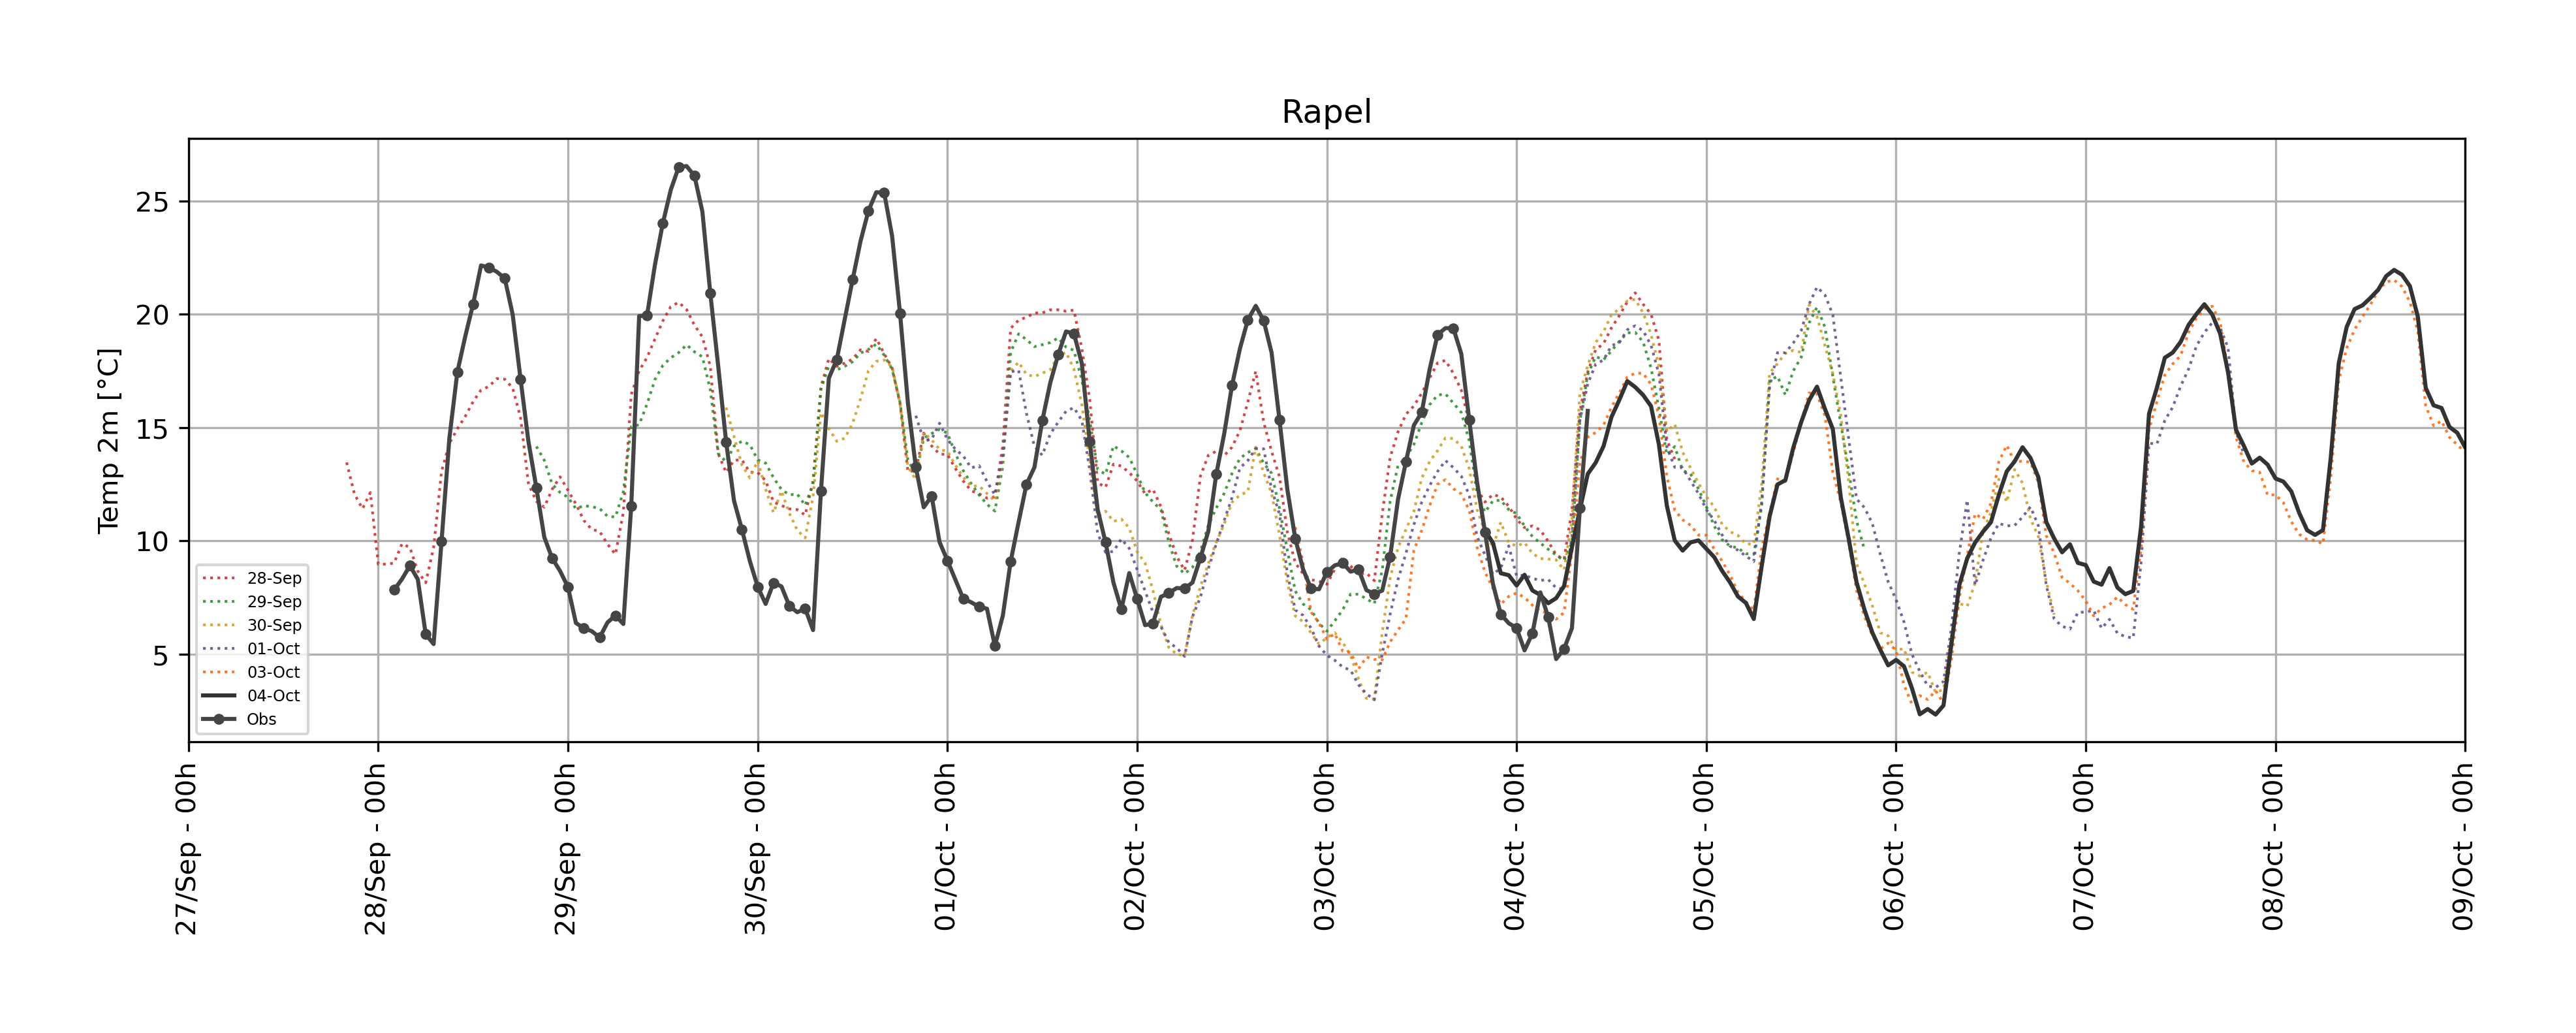 Rapel
Temp 2m [°C]
25
20
15
10
5
28-Sep
29-Sep
30-Sep
01-Oct
03-Oct
04-Oct
Obs
27/Sep - 00h
28/Sep - 00h
29/Sep - 00h
30/Sep - 00h
01/Oct - 00h
02/Oct - 00h
03/Oct - 00h
04/Oct - 00h
05/Oct - 00h
06/Oct - 00h
07/Oct - 00h
08/Oct - 00h
09/Oct - 00h